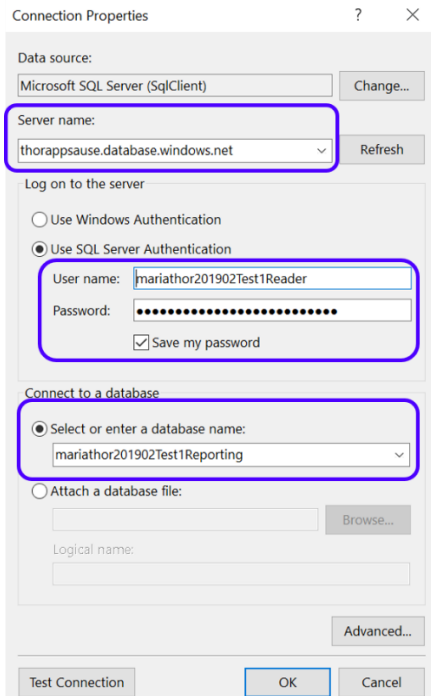 Connection Properties ?
Data source:
Microsoft SQL Server (SqlClient) Change...
Server name:
thorappsause.database.windows.net Refresh
Log on to the server
Use Windows Authentication
Use SQL Server Authentication
User name: mariathor201902Test1Reader
Password: ●●●●●●●●●●●●●●●●●●●●●●●●●●●
Save my password
Connect to a database
Select or enter a database name:
mariathor201902Test1Reporting
Attach a database file:
Browse...
Logical name:
Advanced...
Test Connection OK Cancel